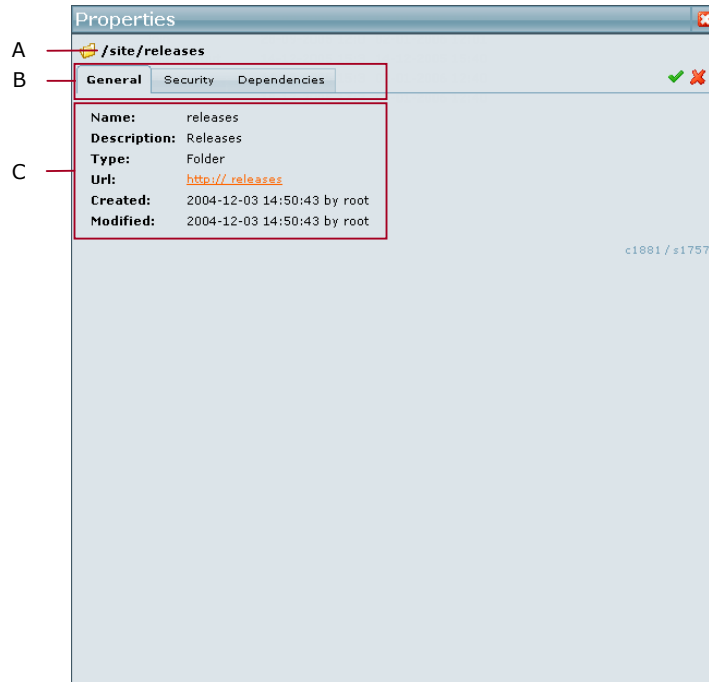 Properties
A /site/releases
B General Security Dependencies
Name: releases
Description: Releases
Type: Folder
C
Url: http:// releases
Created: 2004-12-03 14:50:43 by root
Modified: 2004-12-03 14:50:43 by root
c1881 / s1757